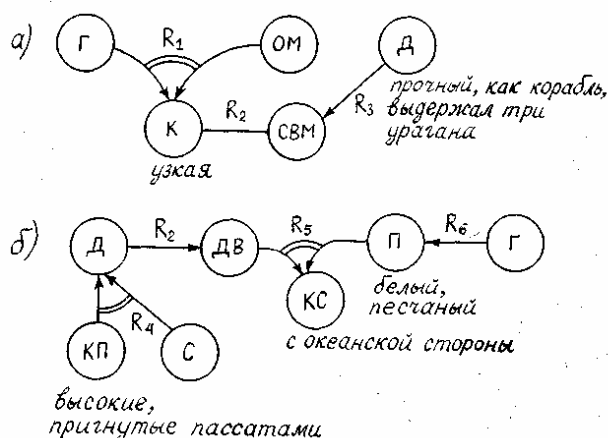 а)
Г R₁ ОМ Д
прочный, как корабль,
К R₂ СВМ R₃ выдержал три
урагана
узкая
б)
Д R₂ ДВ R₅ П R₆ Г
белый,
песчаный
КС
R₄
КП С
с океанской стороны
высокие,
пригнутые пассатами